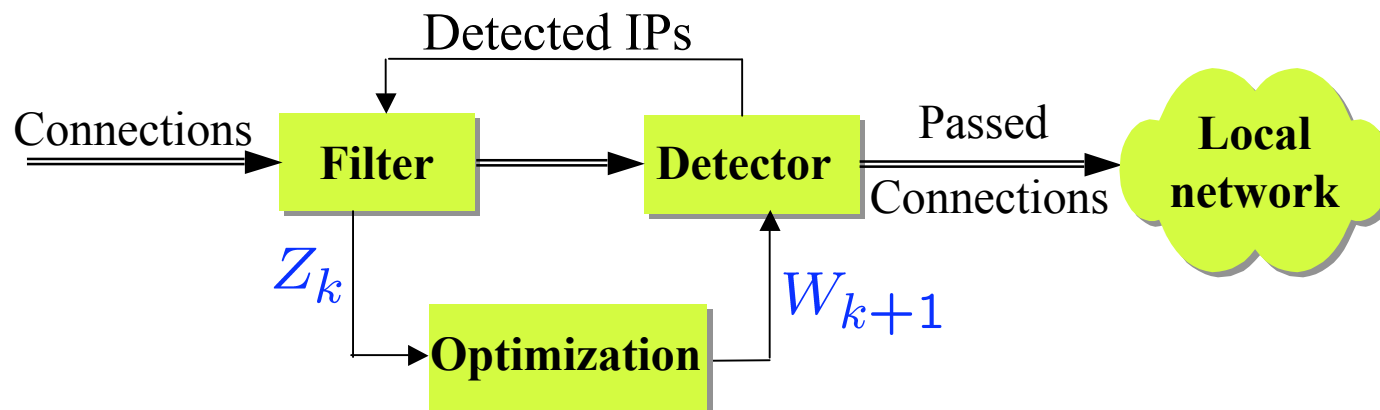 Detected IPs
Connections
Filter
Detector
Passed
Connections
Local
network
Z_k
W_{k+1}
Optimization